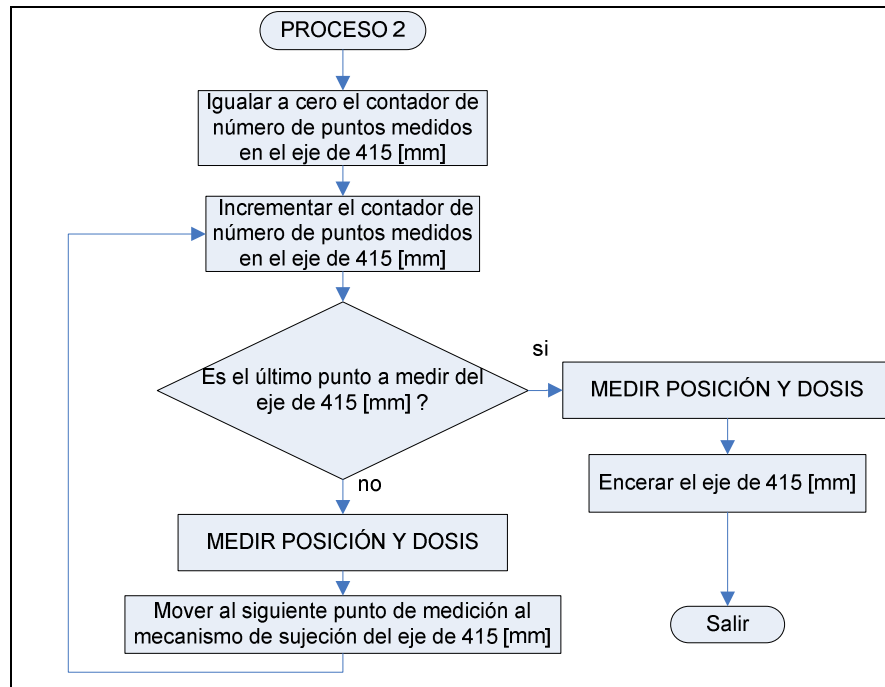 PROCESO 2
Igualar a cero el contador de
número de puntos medidos
en el eje de 415 [mm]
Incrementar el contador de
número de puntos medidos
en el eje de 415 [mm]
Es el último punto a medir del
eje de 415 [mm] ?
si
MEDIR POSICIÓN Y DOSIS
Encerar el eje de 415 [mm]
Salir
no
MEDIR POSICIÓN Y DOSIS
Mover al siguiente punto de medición al
mecanismo de sujeción del eje de 415 [mm]